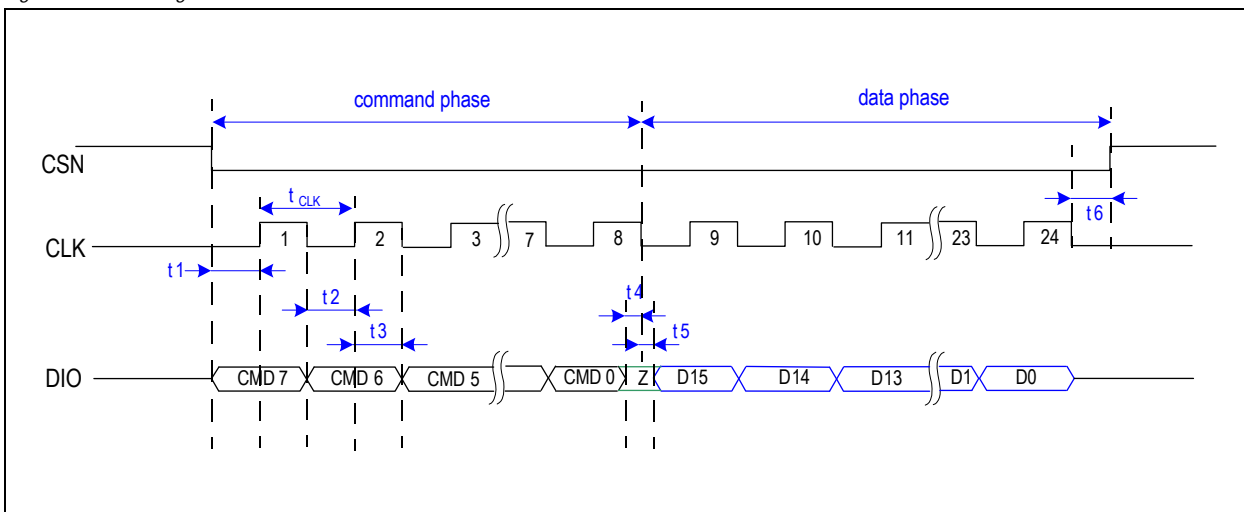 command phase data phase
CSN
t CLK
CLK 1 2 3 7 8 9 10 11 23 24
t6
t1
t2 t4
t3 t5
DIO CMD 7 CMD 6 CMD 5 CMD 0 Z D15 D14 D13 D1 D0